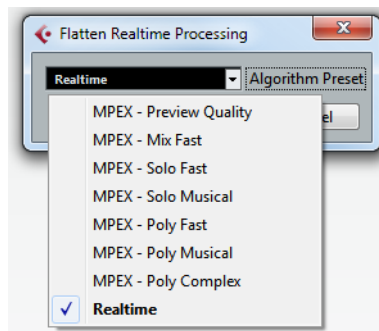 Flatten Realtime Processing
Realtime
Algorithm Preset
MPEX - Preview Quality
MPEX - Mix Fast
MPEX - Solo Fast
MPEX - Solo Musical
MPEX - Poly Fast
MPEX - Poly Musical
MPEX - Poly Complex
Realtime